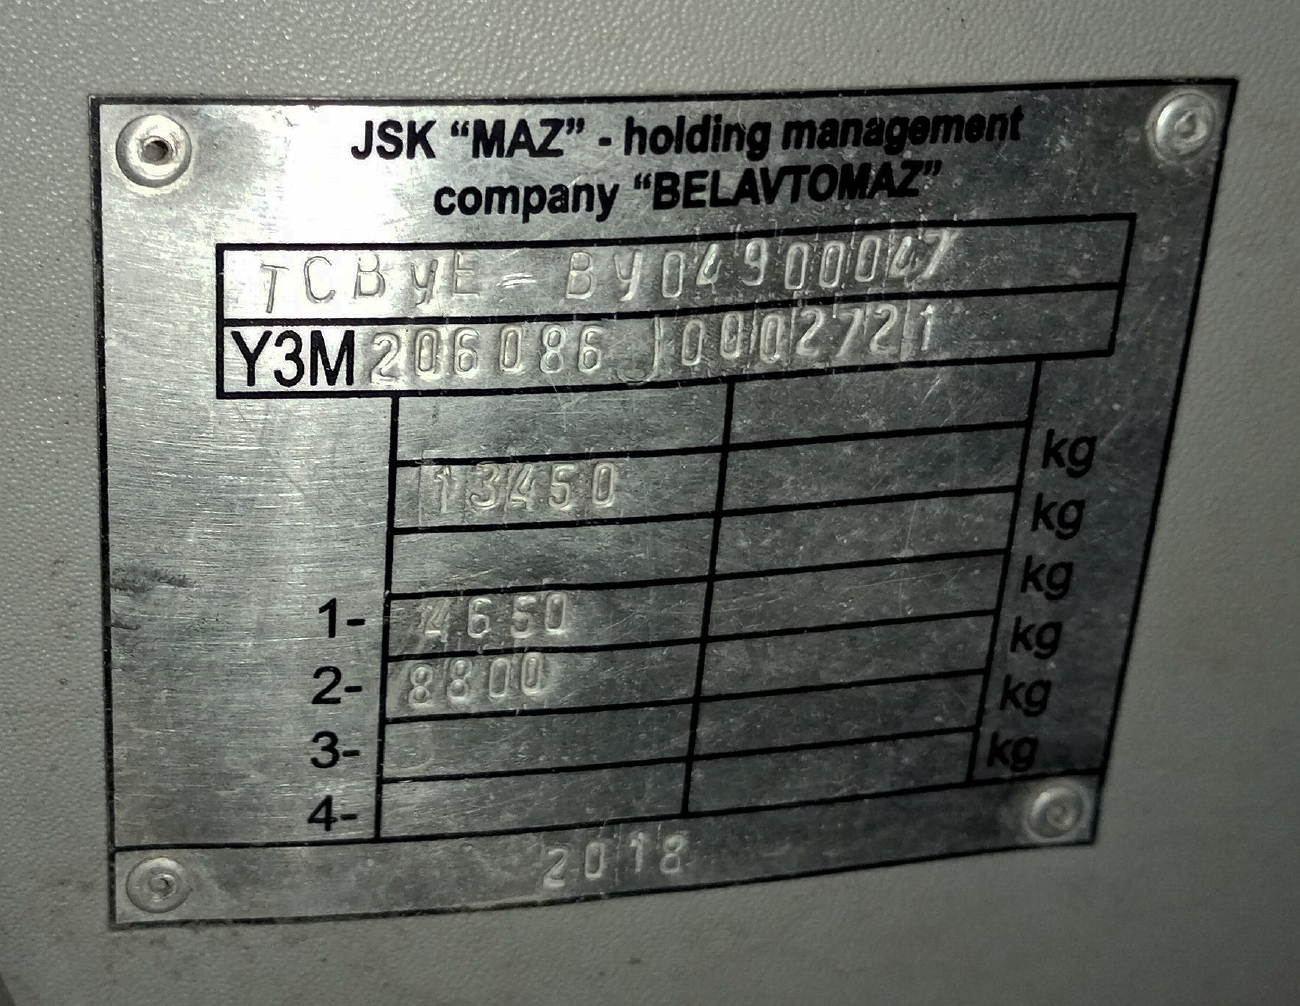 JSK “MAZ” - holding management
company “BELAVTOMAZ”
TCBYE-BY04900047
Y3M206086J0002721
kg
13450 kg
kg
1- 4650 kg
2- 8800 kg
3- kg
4-
2018